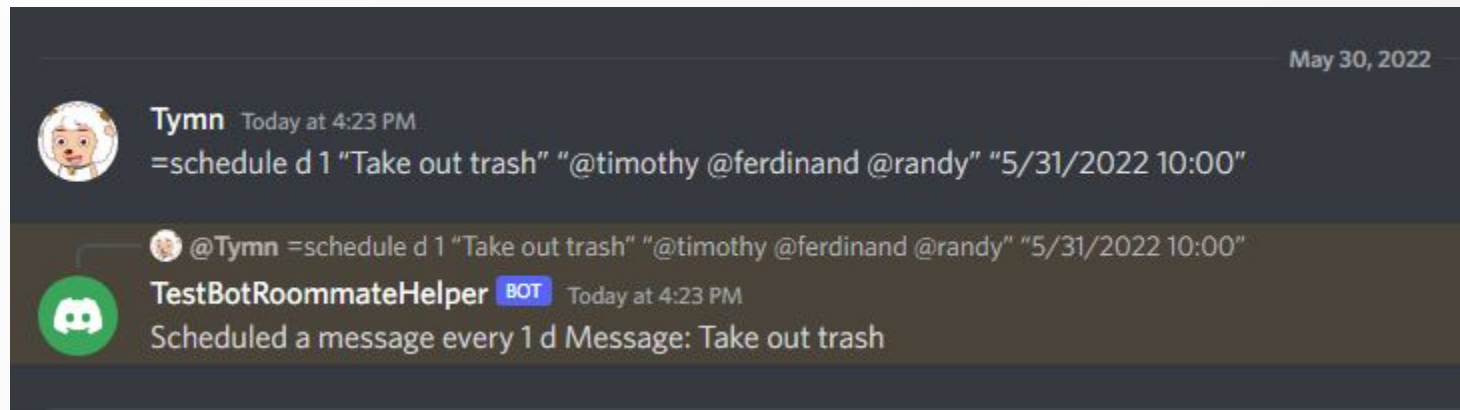 May 30, 2022
Tymn Today at 4:23 PM
=schedule d 1 “Take out trash” “@timothy @ferdinand @randy” “5/31/2022 10:00”
@Tymn =schedule d 1 “Take out trash” “@timothy @ferdinand @randy” “5/31/2022 10:00”
TestBotRoommateHelper BOT Today at 4:23 PM
Scheduled a message every 1 d Message: Take out trash